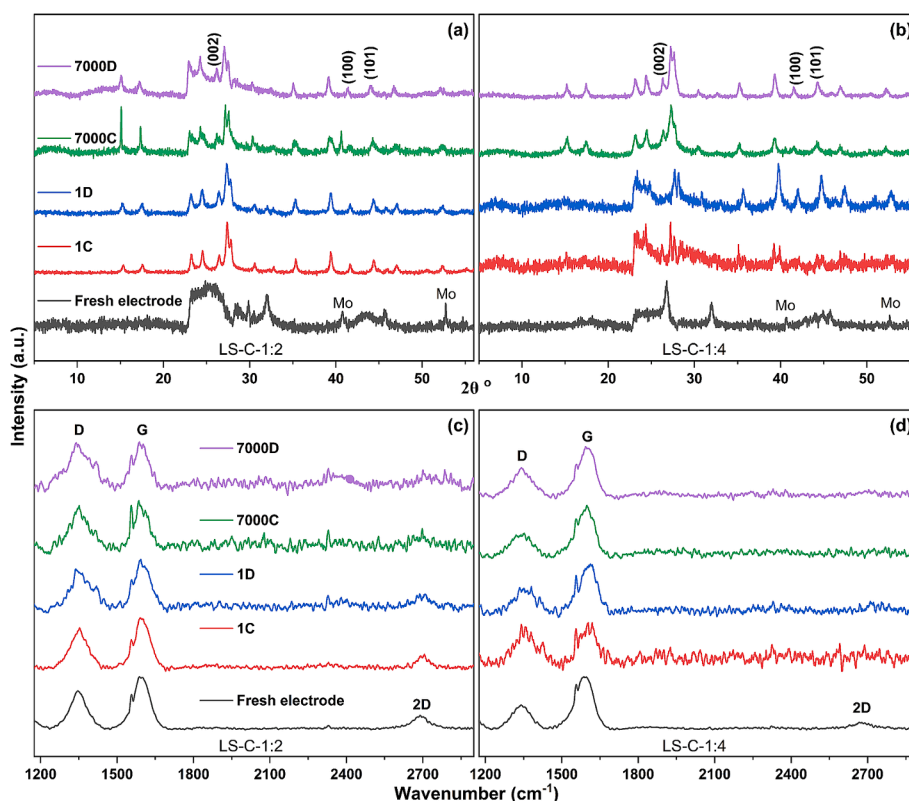 (a)
(002)
(100)
(101)
7000D
7000C
1D
1C
Fresh electrode
Mo
Mo
LS-C-1:2
10
20
30
40
50
(b)
(002)
(100)
(101)
Mo
Mo
LS-C-1:4
10
20
30
40
50
2θ °
Intensity (a.u.)
(c)
D
G
7000D
7000C
1D
1C
Fresh electrode
2D
LS-C-1:2
1200
1500
1800
2100
2400
2700
(d)
D
G
2D
LS-C-1:4
1200
1500
1800
2100
2400
2700
Wavenumber (cm⁻¹)